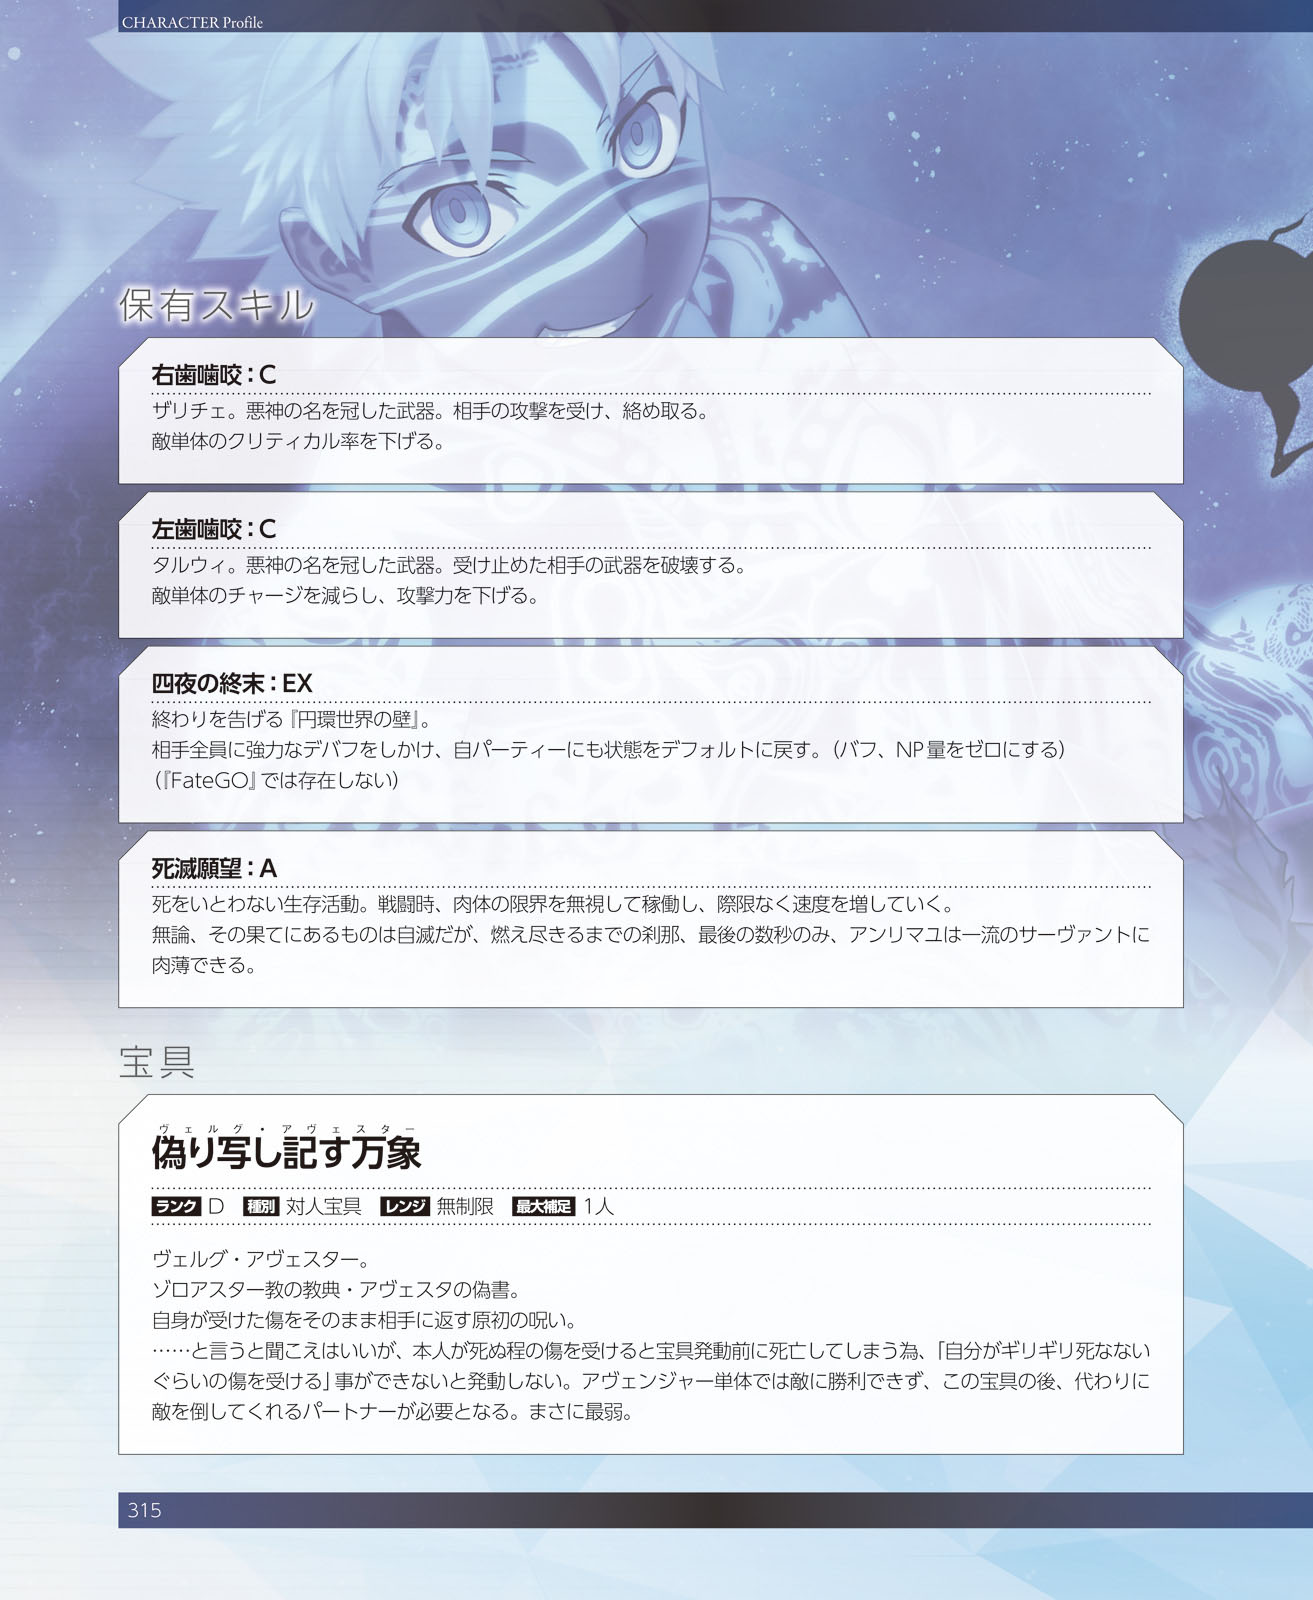 CHARACTER Profile
保有スキル
右歯噛咬：C
ザリチェ。悪神の名を冠した武器。相手の攻撃を受け、絡め取る。
敵単体のクリティカル率を下げる。
左歯噛咬：C
タルウィ。悪神の名を冠した武器。受け止めた相手の武器を破壊する。
敵単体のチャージを減らし、攻撃力を下げる。
四夜の終末：EX
終わりを告げる『円環世界の壁』。
相手全員に強力なデバフをしかけ、自パーティーにも状態をデフォルトに戻す。（バフ、NP量をゼロにする）
（『FateGO』では存在しない）
死滅願望：A
死をいとわない生存活動。戦闘時、肉体の限界を無視して稼働し、際限なく速度を増していく。
無論、その果てにあるものは自滅だが、燃え尽きるまでの刹那、最後の数秒のみ、アンリマユは一流のサーヴァントに
肉薄できる。
宝具
ヴェルグ・アヴェスター
偽り写し記す万象
ランク D 種別 対人宝具 レンジ 無制限 最大補足 1人
ヴェルグ・アヴェスター。
ゾロアスター教の教典・アヴェスタの偽書。
自身が受けた傷をそのまま相手に返す原初の呪い。
……と言うと聞こえはいいが、本人が死ぬ程の傷を受けると宝具発動前に死亡してしまう為、「自分がギリギリ死なない
ぐらいの傷を受ける」事ができないと発動しない。アヴェンジャー単体では敵に勝利できず、この宝具の後、代わりに
敵を倒してくれるパートナーが必要となる。まさに最弱。
315